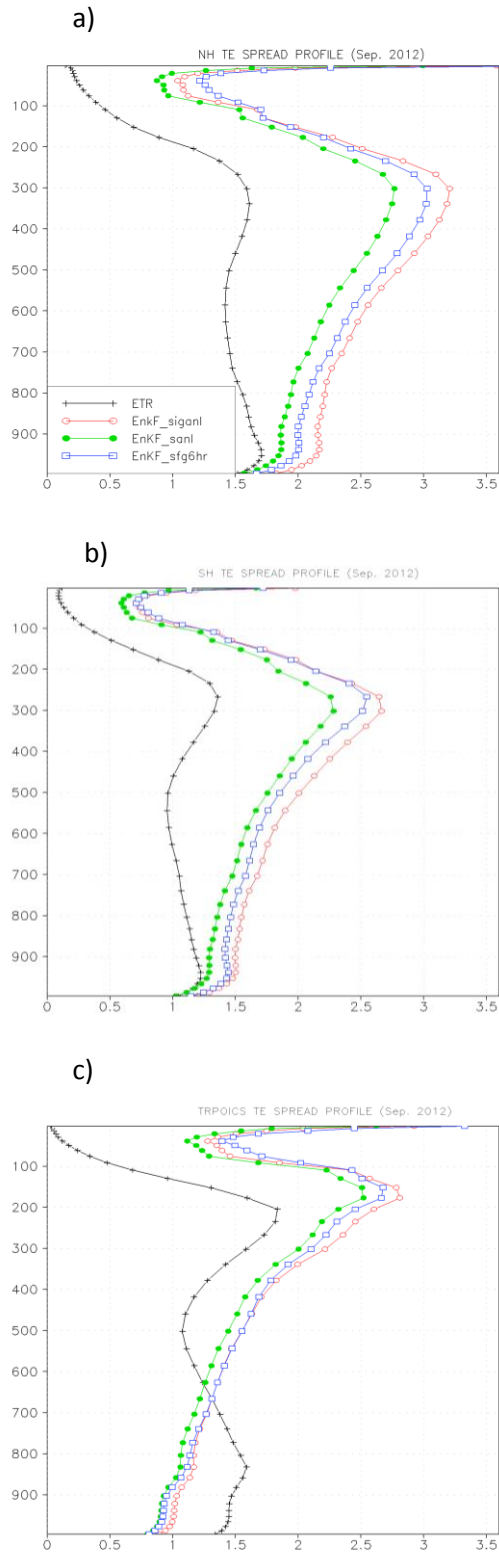 a)
NH TE SPREAD PROFILE (Sep. 2012)
100
200
300
400
500
600
700
800
900
ETR
EnkF_siganl
EnKF_sanl
EnKF_sfg6hr
0 0.5 1 1.5 2 2.5 3 3.5
b)
SH TE SPREAD PROFILE (Sep. 2012)
100
200
300
400
500
600
700
800
900
0 0.5 1 1.5 2 2.5 3 3.5
c)
TRPOICS TE SPREAD PROFILE (Sep. 2012)
100
200
300
400
500
600
700
800
900
0 0.5 1 1.5 2 2.5 3 3.5